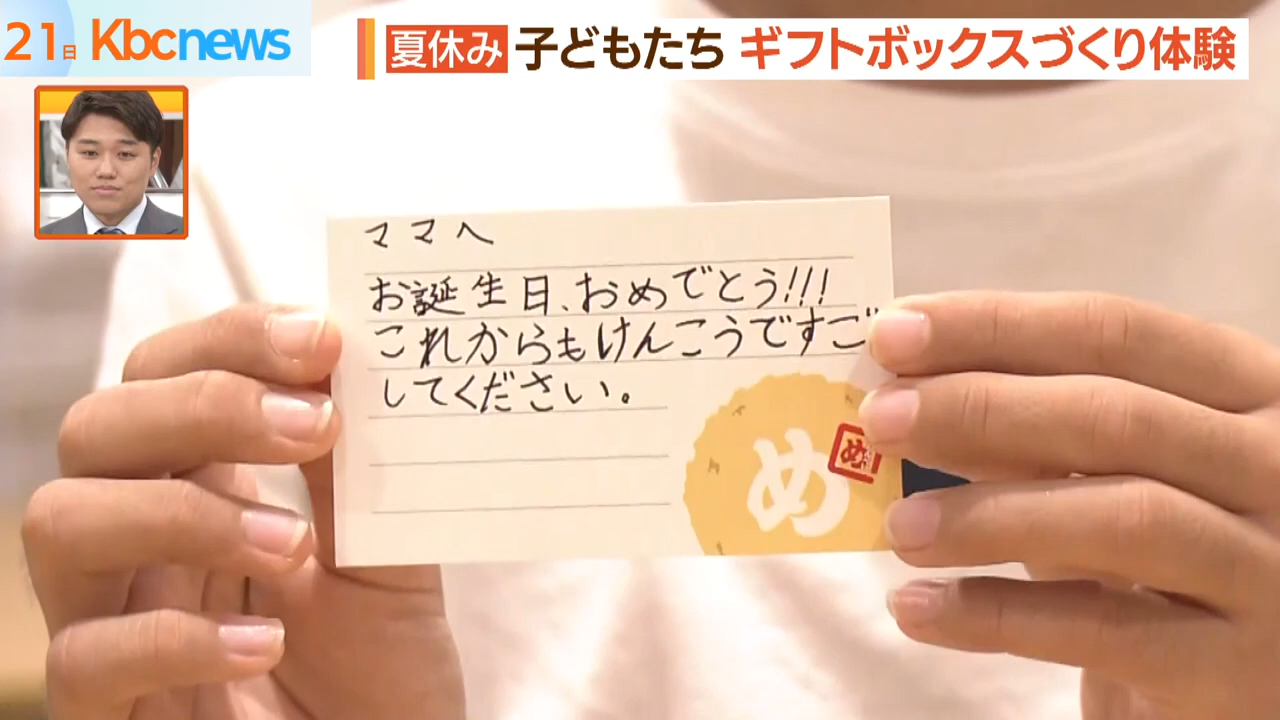 21日 Kbcnews
夏休み 子どもたち ギフトボックスづくり体験
ママへ
お誕生日、おめでとう!!!
これからもけんこうですご
してください。
め
め